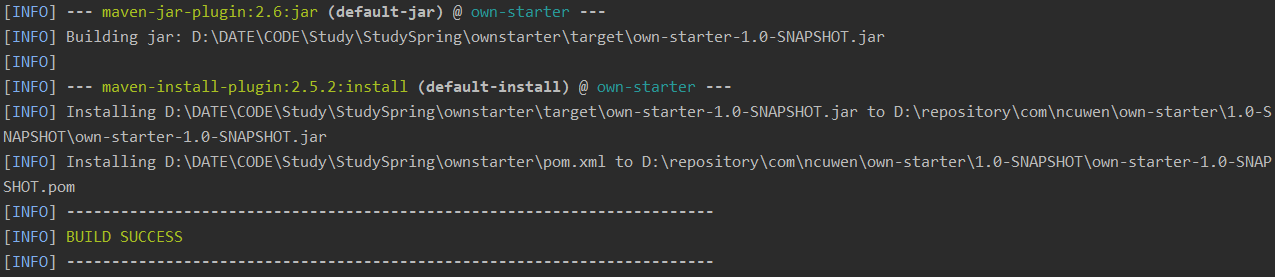 [INFO] --- maven-jar-plugin:2.6:jar (default-jar) @ own-starter ---
[INFO] Building jar: D:\DATE\CODE\Study\StudySpring\ownstarter\target\own-starter-1.0-SNAPSHOT.jar
[INFO]
[INFO] --- maven-install-plugin:2.5.2:install (default-install) @ own-starter ---
[INFO] Installing D:\DATE\CODE\Study\StudySpring\ownstarter\target\own-starter-1.0-SNAPSHOT.jar to D:\repository\com\ncuwen\own-starter\1.0-S
NAPSHOT\own-starter-1.0-SNAPSHOT.jar
[INFO] Installing D:\DATE\CODE\Study\StudySpring\ownstarter\pom.xml to D:\repository\com\ncuwen\own-starter\1.0-SNAPSHOT\own-starter-1.0-SNAP
SHOT.pom
[INFO] ------------------------------------------------------------------------
[INFO] BUILD SUCCESS
[INFO] ------------------------------------------------------------------------